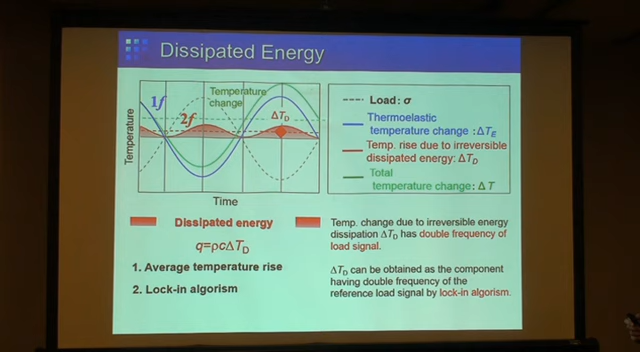 Dissipated Energy
1f
2f
Temperature
change
ΔT_D
Temperature
Time
Load: σ
Thermoelastic
temperature change :ΔT_E
Temp. rise due to irreversible
dissipated energy: ΔT_D
Total
temperature change: ΔT
Dissipated energy
q=ρcΔT_D
1. Average temperature rise
2. Lock-in algorism
Temp. change due to irreversible energy
dissipation ΔT_D has double frequency of
load signal.
ΔT_D can be obtained as the component
having double frequency of the
reference load signal by lock-in algorism.